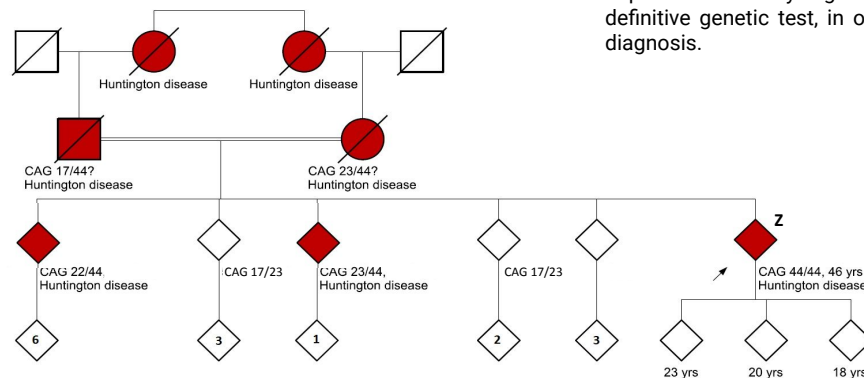 definitive genetic test, in o
diagnosis.
Huntington disease
Huntington disease
CAG 17/44?
Huntington disease
CAG 23/44?
Huntington disease
Z
CAG 22/44,
Huntington disease
CAG 17/23
CAG 23/44,
Huntington disease
CAG 17/23
CAG 44/44, 46 yrs
Huntington disease
6
3
1
2
3
23 yrs
20 yrs
18 yrs